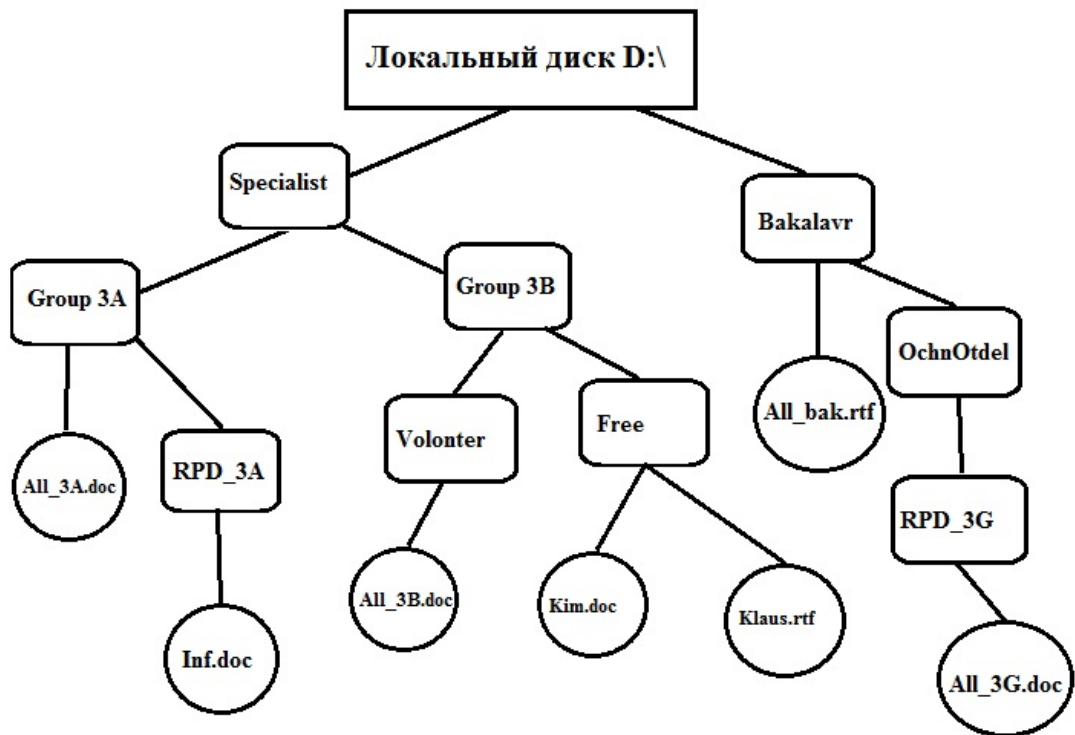 Локальный диск D:\
Specialist
Bakalavr
Group 3A
Group 3B
OchnOtdel
All_bak.rtf
Volonter
Free
RPD_3A
All_3A.doc
RPD_3G
All_3B.doc
Kim.doc
Klaus.rtf
Inf.doc
All_3G.doc